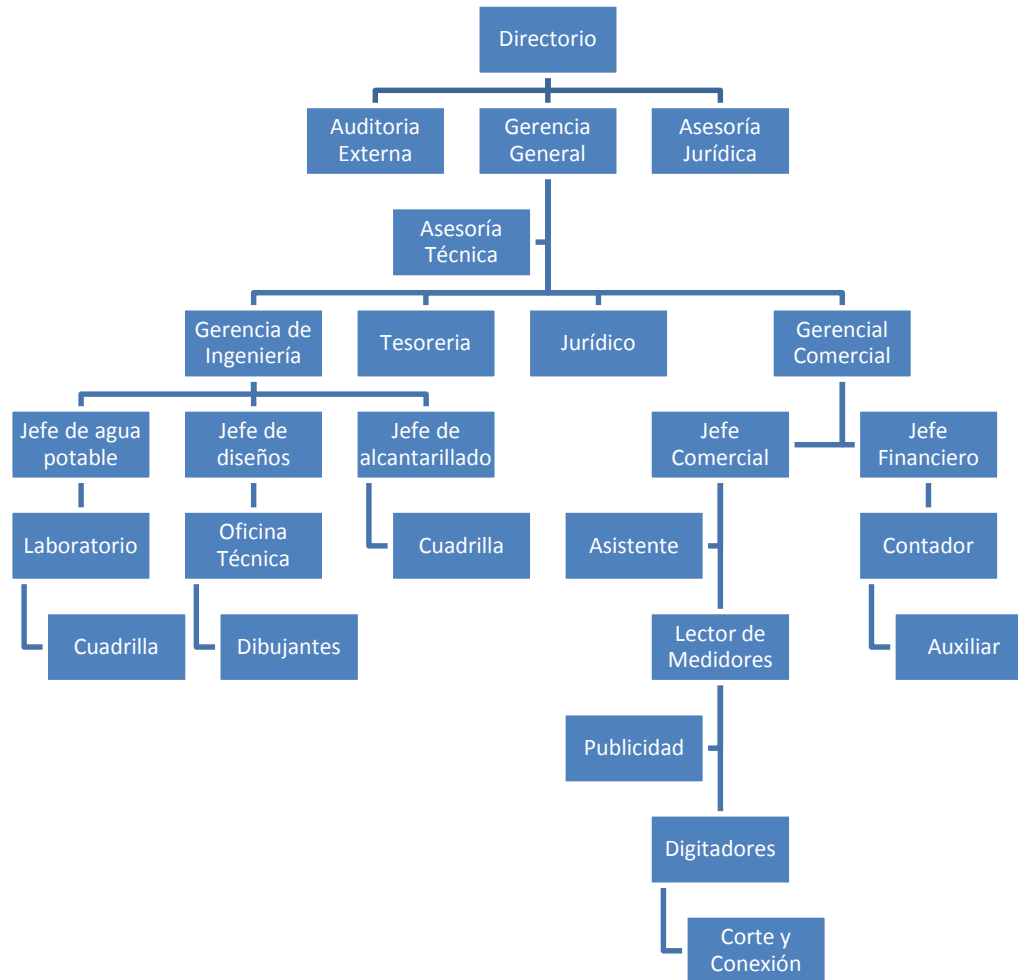 Directorio
Auditoria
Externa
Gerencia
General
Asesoría
Jurídica
Asesoría
Técnica
Gerencia de
Ingeniería
Tesoreria
Jurídico
Gerencial
Comercial
Jefe de agua
potable
Jefe de
diseños
Jefe de
alcantarillado
Jefe
Comercial
Jefe
Financiero
Laboratorio
Oficina
Técnica
Cuadrilla
Asistente
Contador
Cuadrilla
Dibujantes
Lector de
Medidores
Auxiliar
Publicidad
Digitadores
Corte y
Conexión